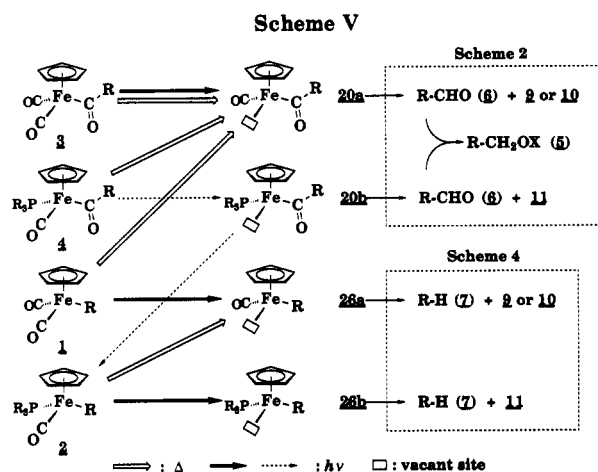 Scheme V
Scheme 2
OC Fe C R
C O O
3
OC Fe C R
O
20a R-CHO (6) + 9 or 10
R-CH₂OX (5)
R₃P Fe C R
OC O
4
R₃P Fe C R
O
20b R-CHO (6) + 11
Scheme 4
OC Fe R
C O
1
OC Fe R
26a R-H (7) + 9 or 10
R₃P Fe R
OC
2
R₃P Fe R
26b R-H (7) + 11
: Δ : hν : vacant site